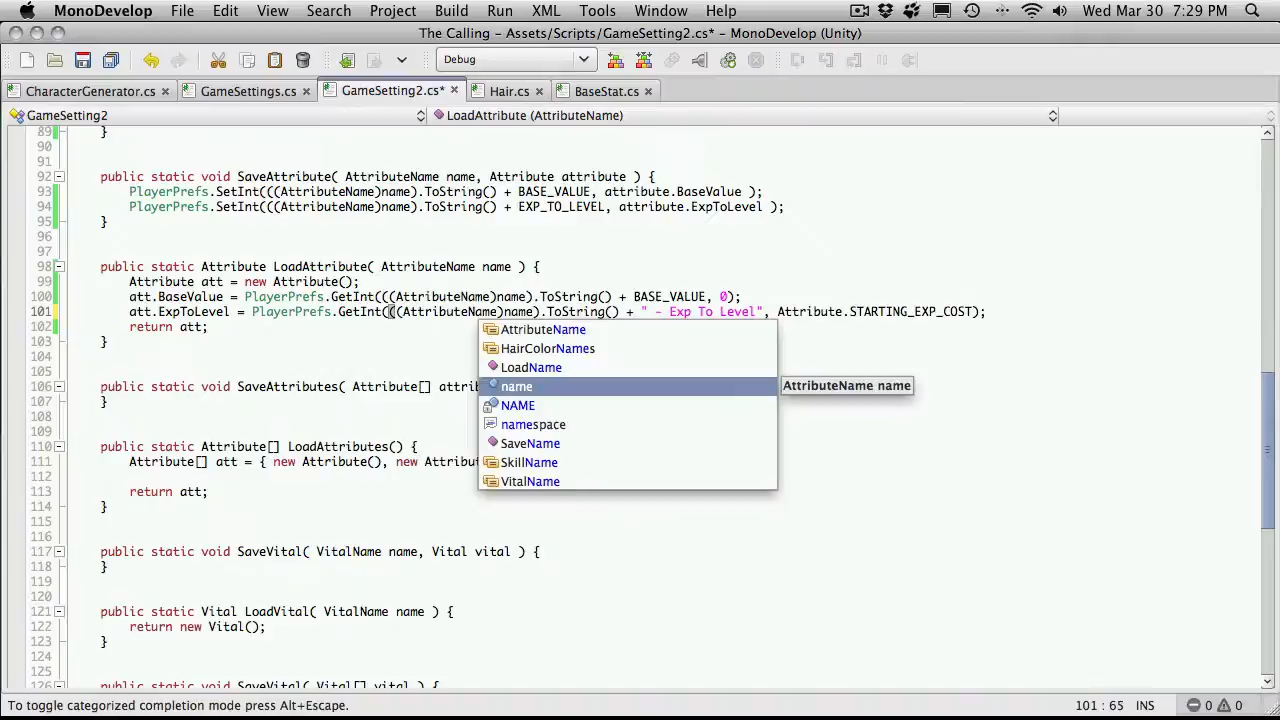 MonoDevelop File Edit View Search Project Build Run XML Tools Window Help Wed Mar 30 7:29 PM
The Calling - Assets/Scripts/GameSetting2.cs* - MonoDevelop (Unity)
Debug
CharacterGenerator.cs GameSettings.cs GameSetting2.cs* Hair.cs BaseStat.cs
GameSetting2 LoadAttribute (AttributeName)
89 }
90
91
92 public static void SaveAttribute( AttributeName name, Attribute attribute ) {
93 PlayerPrefs.SetInt(((AttributeName)name).ToString() + BASE_VALUE, attribute.BaseValue );
94 PlayerPrefs.SetInt(((AttributeName)name).ToString() + EXP_TO_LEVEL, attribute.ExpToLevel );
95 }
96
97
98 public static Attribute LoadAttribute( AttributeName name ) {
99 Attribute att = new Attribute();
100 att.BaseValue = PlayerPrefs.GetInt(((AttributeName)name).ToString() + BASE_VALUE, 0);
101 att.ExpToLevel = PlayerPrefs.GetInt(((AttributeName)name).ToString() + " - Exp To Level", Attribute.STARTING_EXP_COST);
102 return att;
103 }
104
105
106 public static void SaveAttributes( Attribute[] attrib
107 }
108
109
110 public static Attribute[] LoadAttributes() {
111 Attribute[] att = { new Attribute(), new Attribu
112
113 return att;
114 }
115
116
117 public static void SaveVital( VitalName name, Vital vital ) {
118 }
119
120
121 public static Vital LoadVital( VitalName name ) {
122 return new Vital();
123 }
124
125
126 public static void SaveVital( Vital[] vital ) {
AttributeName
HairColorNames
LoadName
name
NAME
namespace
SaveName
SkillName
VitalName
AttributeName name
To toggle categorized completion mode press Alt+Escape. 101 : 65 INS 0 0